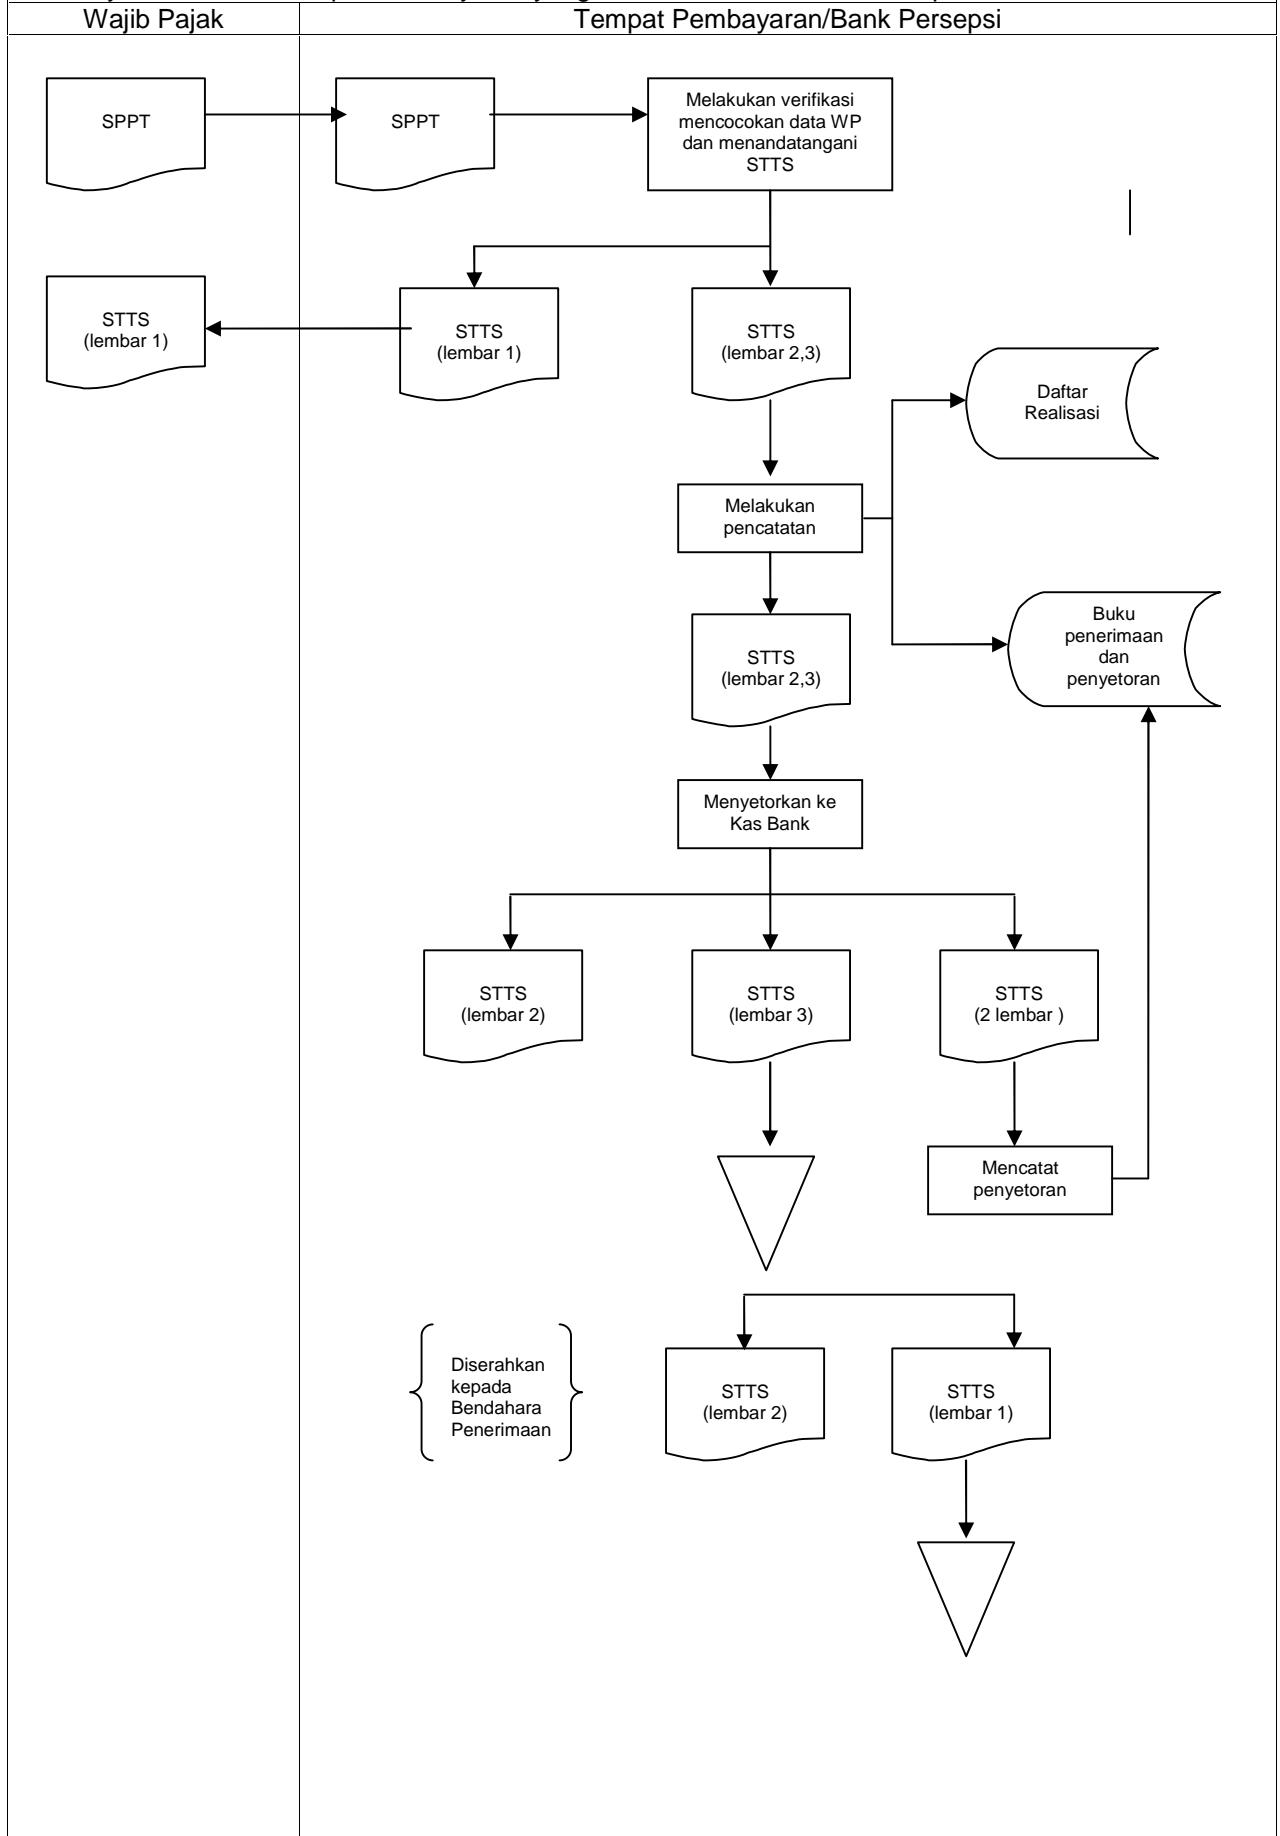 Wajib Pajak
Tempat Pembayaran/Bank Persepsi
SPPT
SPPT
Melakukan verifikasi
mencocokan data WP
dan menandatangani
STTS
STTS
(lembar 1)
STTS
(lembar 1)
STTS
(lembar 2,3)
Daftar
Realisasi
Melakukan
pencatatan
Buku
penerimaan
dan
penyetoran
STTS
(lembar 2,3)
Menyetorkan ke
Kas Bank
STTS
(lembar 2)
STTS
(lembar 3)
STTS
(2 lembar )
Mencatat
penyetoran
Diserahkan
kepada
Bendahara
Penerimaan
STTS
(lembar 2)
STTS
(lembar 1)